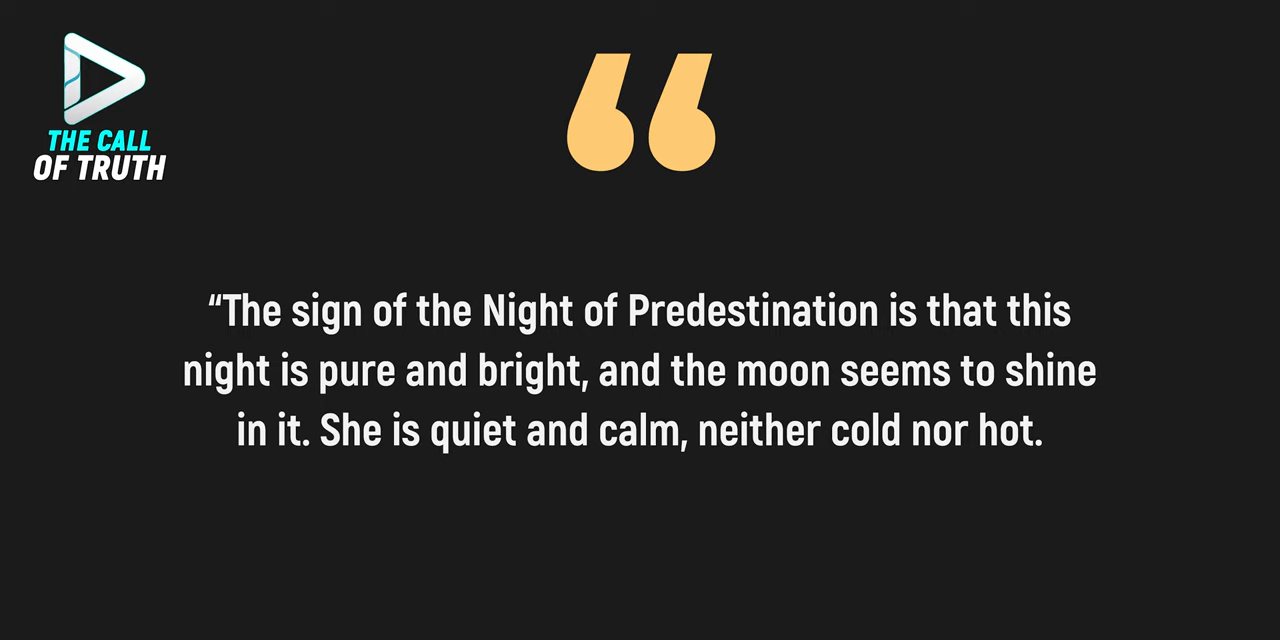 THE CALL
OF TRUTH
“The sign of the Night of Predestination is that this
night is pure and bright, and the moon seems to shine
in it. She is quiet and calm, neither cold nor hot.